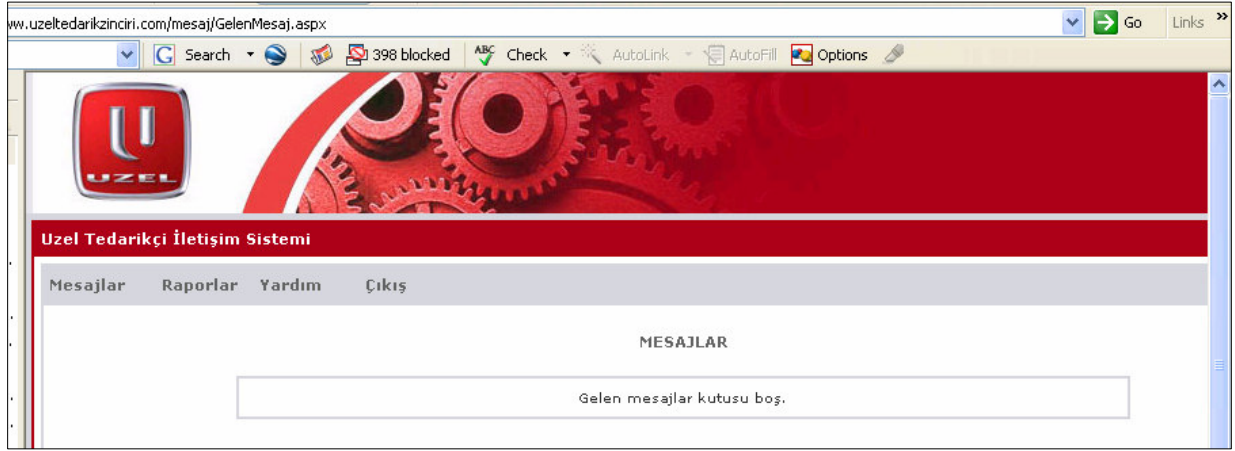 ww.uzeltedarikzinciri.com/mesaj/GelenMesaj.aspx Go Links »
G Search 398 blocked ABC Check AutoLink AutoFill Options
U
UZEL
Uzel Tedarikçi İletişim Sistemi
Mesajlar Raporlar Yardım Çıkış
MESAJLAR
Gelen mesajlar kutusu boş.